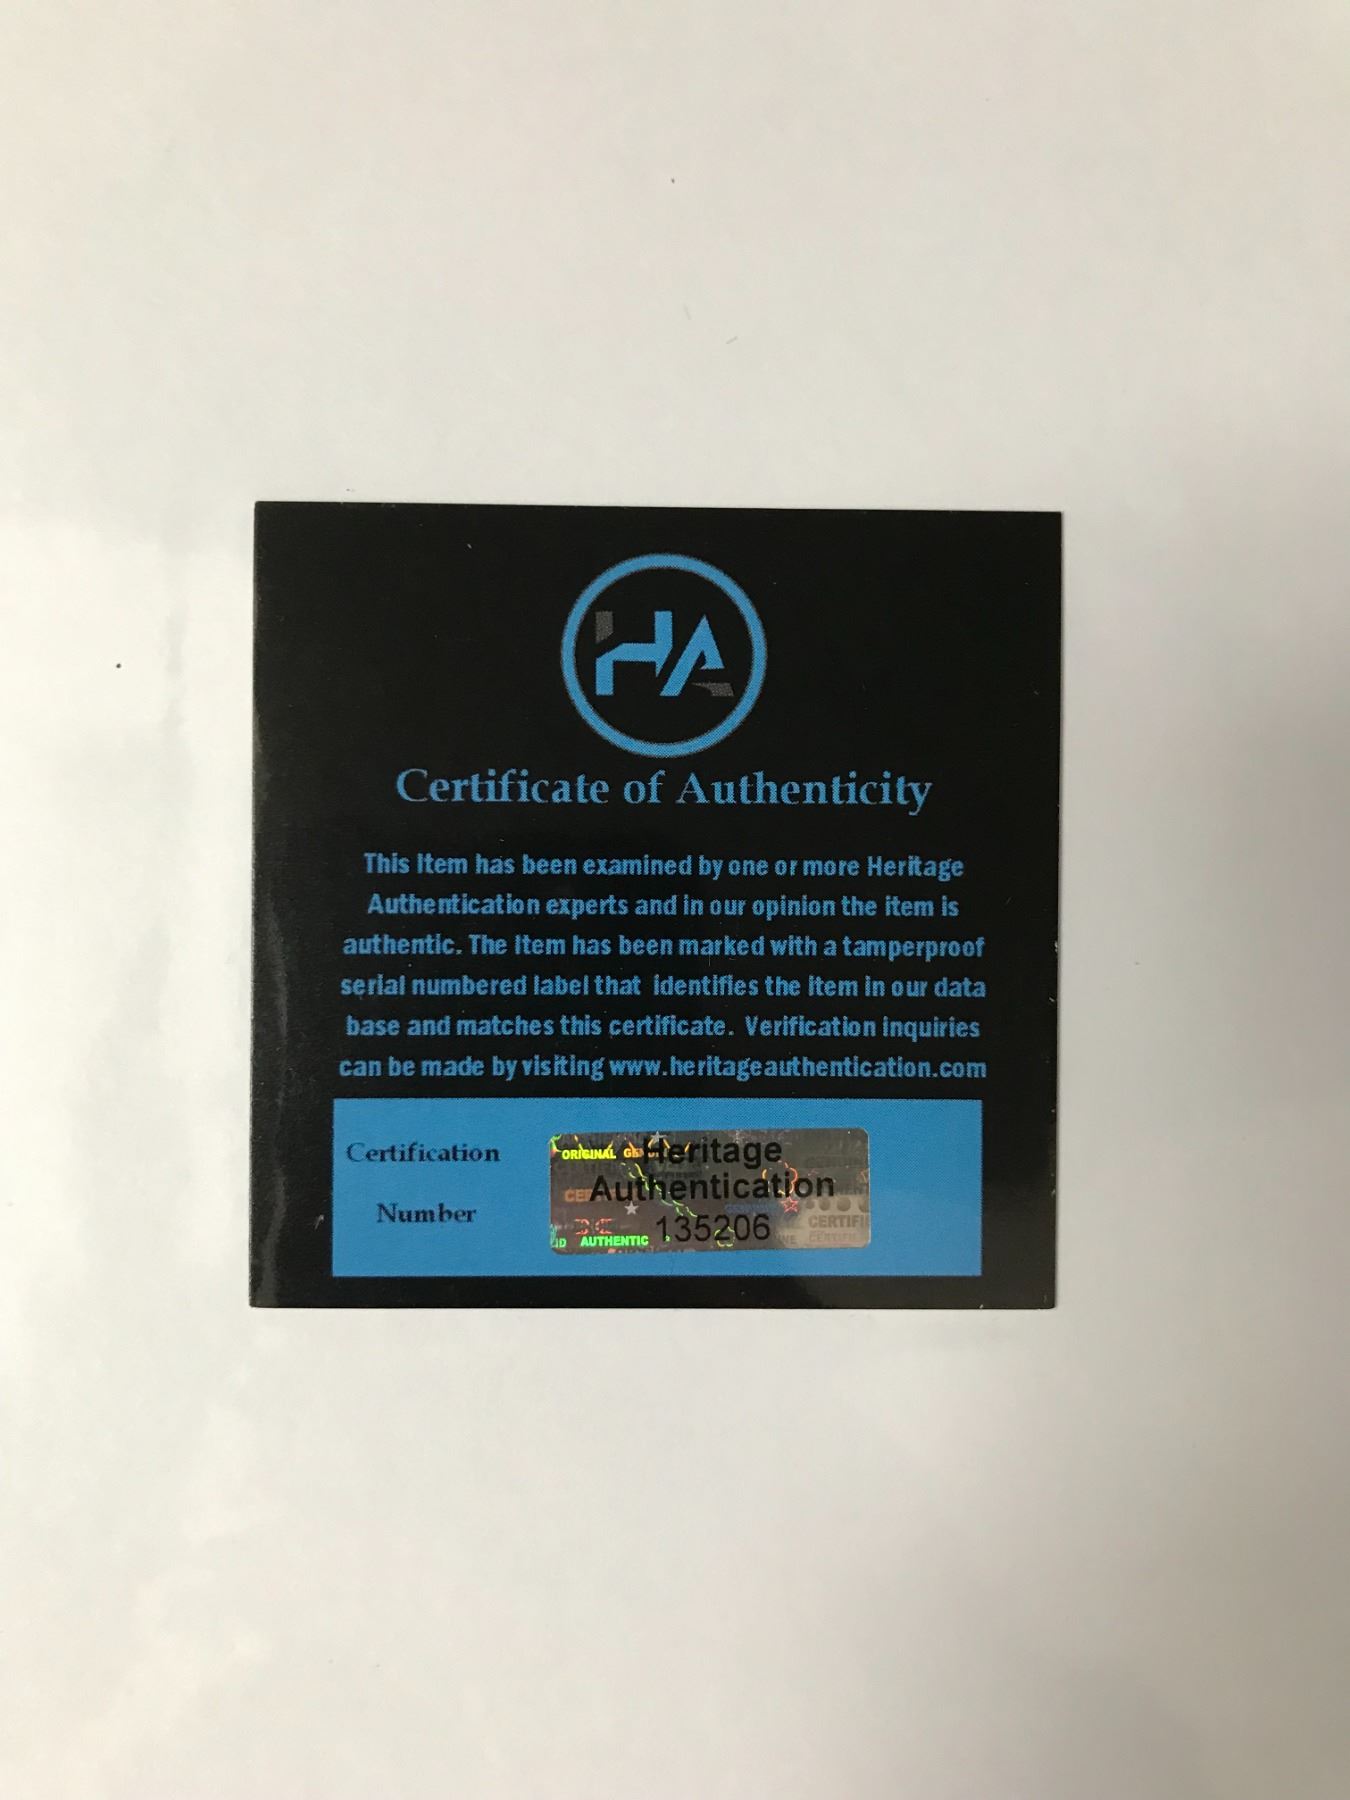 HA
Certificate of Authenticity
This Item has been examined by one or more Heritage
Authentication experts and in our opinion the item is
authentic. The Item has been marked with a tamperproof
serial numbered label that identifies the item in our data
base and matches this certificate. Verification inquiries
can be made by visiting www.heritageauthentication.com
Certification
Number
ORIGINAL
Heritage
Authentication
135206
AUTHENTIC